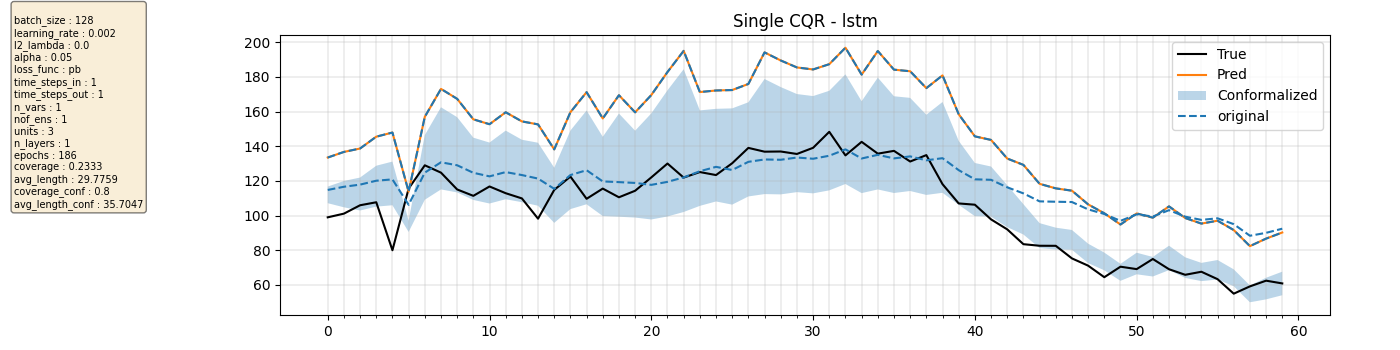 batch_size : 128
learning_rate : 0.002
l2_lambda : 0.0
alpha : 0.05
loss_func : pb
time_steps_in : 1
time_steps_out : 1
n_vars : 1
nof_ens : 1
units : 3
n_layers : 1
epochs : 186
coverage : 0.2333
avg_length : 29.7759
coverage_conf : 0.8
avg_length_conf : 35.7047
Single CQR - lstm
200
180
160
140
120
100
80
60
True
Pred
Conformalized
original
0 10 20 30 40 50 60